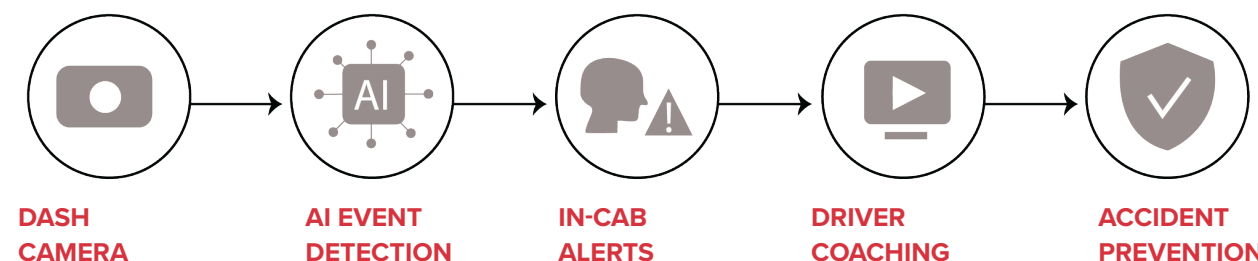 AI
!
DASH
CAMERA
AI EVENT
DETECTION
IN-CAB
ALERTS
DRIVER
COACHING
ACCIDENT
PREVENTION